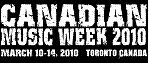 CANADIAN
MUSIC WEEK 2010
MARCH 10-14, 2010 TORONTO CANADA